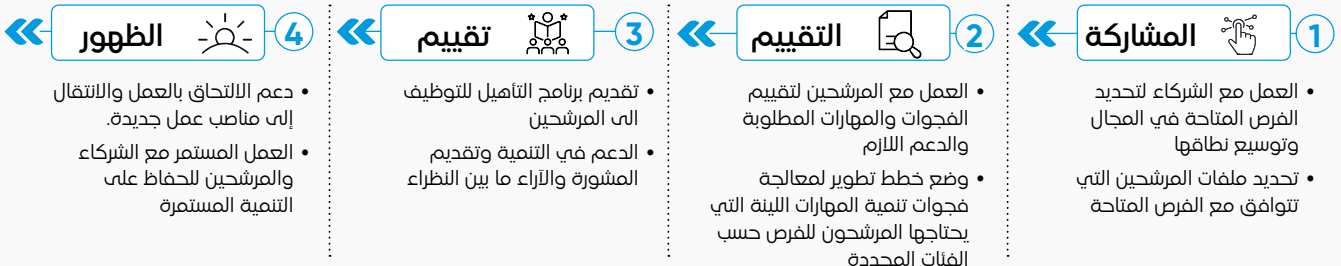 1
المشاركة
• العمل مع الشركاء لتحديد
الفرص المتاحة في المجال
وتوسيع نطاقها
• تحديد ملفات المرشحين التي
تتوافق مع الفرص المتاحة
2
التقييم
• العمل مع المرشحين لتقييم
الفجوات والمهارات المطلوبة
والدعم اللازم
• وضع خطط تطوير لمعالجة
فجوات تنمية المهارات اللينة التي
يحتاجها المرشحون للفرص حسب
الفئات المحددة
3
تقييم
• تقديم برنامج التأهيل للتوظيف
الى المرشحين
• الدعم في التنمية وتقديم
المشورة والآراء ما بين النظراء
4
الظهور
• دعم الالتحاق بالعمل والانتقال
إلى مناصب عمل جديدة.
• العمل المستمر مع الشركاء
والمرشحين للحفاظ على
التنمية المستمرة